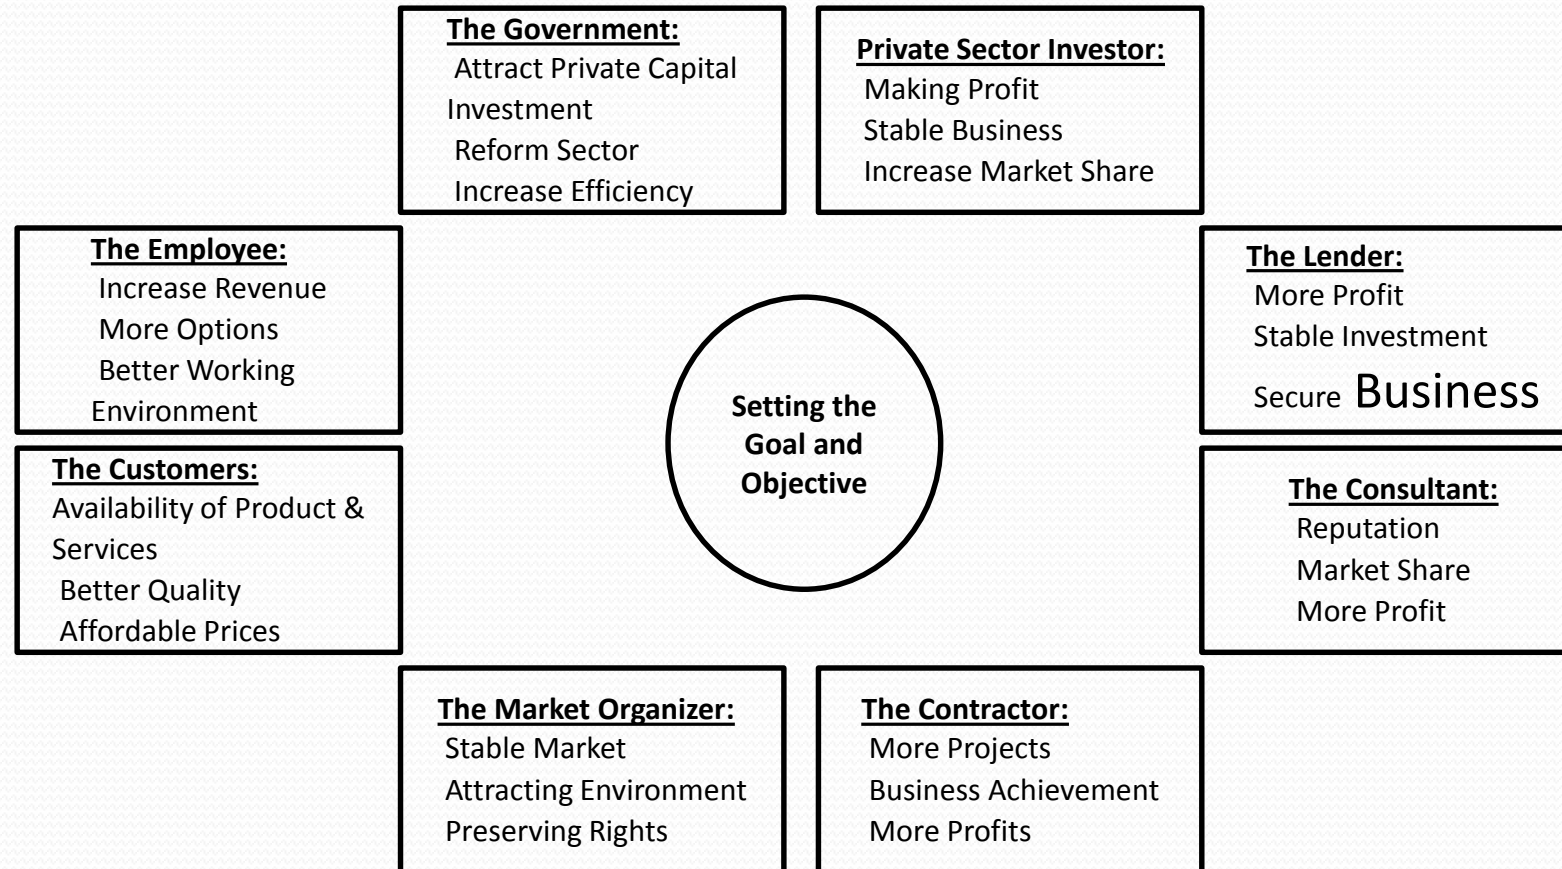 The Government:
Attract Private Capital
Investment
Reform Sector
Increase Efficiency
Private Sector Investor:
Making Profit
Stable Business
Increase Market Share
The Employee:
Increase Revenue
More Options
Better Working
Environment
The Lender:
More Profit
Stable Investment
Secure Business
Setting the
Goal and
Objective
The Customers:
Availability of Product &
Services
Better Quality
Affordable Prices
The Consultant:
Reputation
Market Share
More Profit
The Market Organizer:
Stable Market
Attracting Environment
Preserving Rights
The Contractor:
More Projects
Business Achievement
More Profits